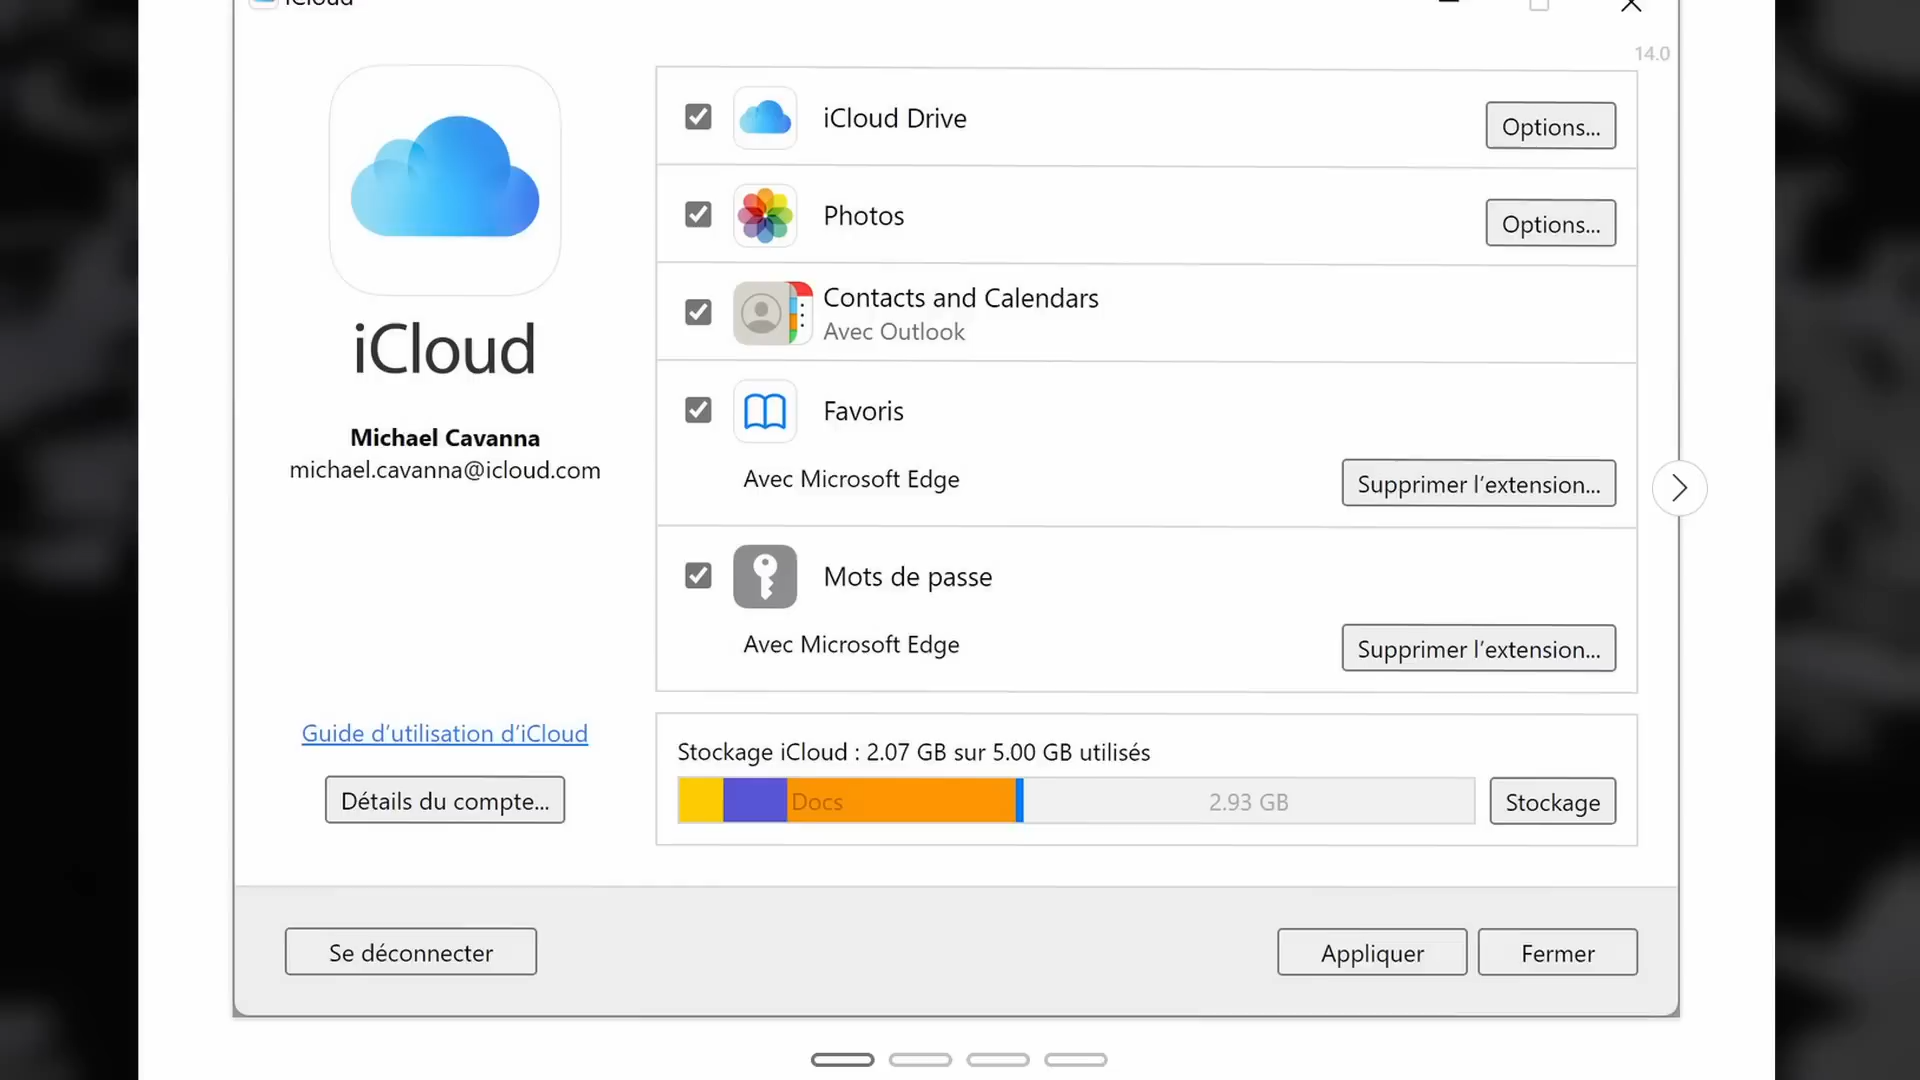 iCloud
14.0
iCloud Drive
Options...
Photos
Options...
Contacts and Calendars
Avec Outlook
Favoris
Avec Microsoft Edge
Supprimer l’extension...
Mots de passe
Avec Microsoft Edge
Supprimer l’extension...
iCloud
Michael Cavanna
michael.cavanna@icloud.com
Guide d’utilisation d’iCloud
Détails du compte...
Stockage iCloud : 2.07 GB sur 5.00 GB utilisés
Docs
2.93 GB
Stockage
Se déconnecter
Appliquer
Fermer